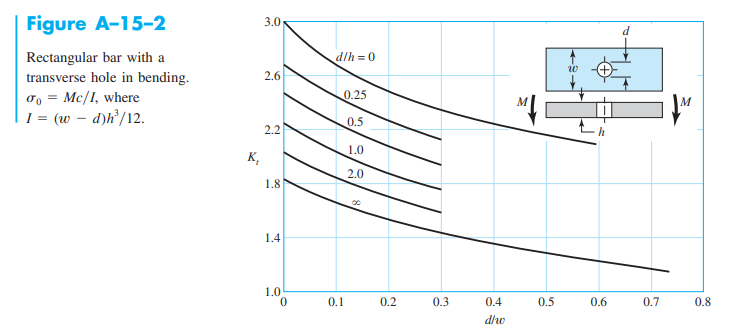 Figure A–15–2
Rectangular bar with a
transverse hole in bending.
σ₀ = Mc/I, where
I = (w − d)h³/12.
3.0
2.6
2.2
1.8
1.4
1.0
Kₜ
d/h = 0
0.25
0.5
1.0
2.0
∞
d
w
M
M
h
0
0.1
0.2
0.3
0.4
0.5
0.6
0.7
0.8
d/w